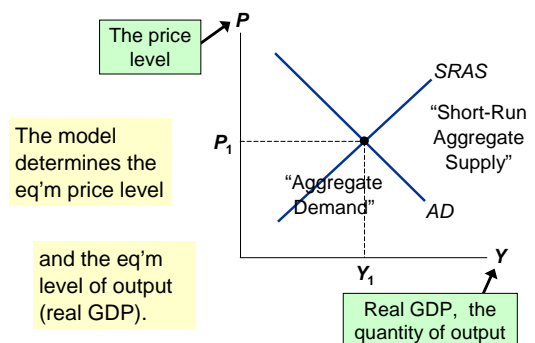 The price
level
P
SRAS
"Short-Run
Aggregate
Supply"
The model
determines the
eq'm price level
P1
"Aggregate
Demand"
AD
and the eq'm
level of output
(real GDP).
Y
Y1
Real GDP, the
quantity of output